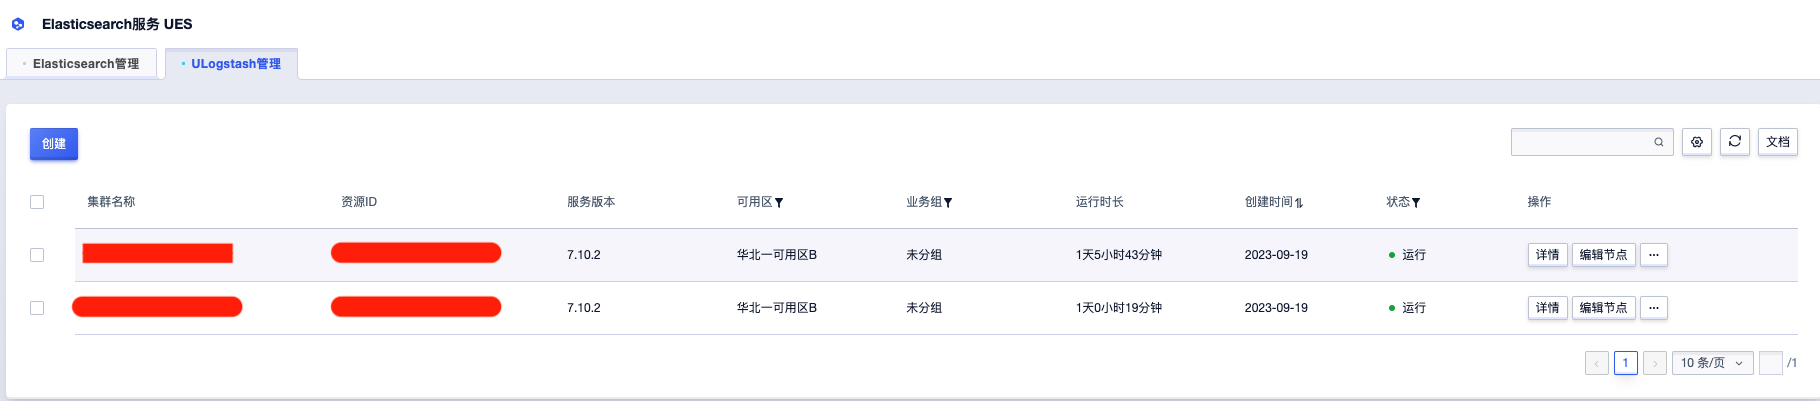 Elasticsearch服务 UES
Elasticsearch管理 ULogstash管理
创建 文档
集群名称 资源ID 服务版本 可用区 业务组 运行时长 创建时间 状态 操作
7.10.2 华北一可用区B 未分组 1天5小时43分钟 2023-09-19 运行 详情 编辑节点 ...
7.10.2 华北一可用区B 未分组 1天0小时19分钟 2023-09-19 运行 详情 编辑节点 ...
< 1 > 10 条/页 /1